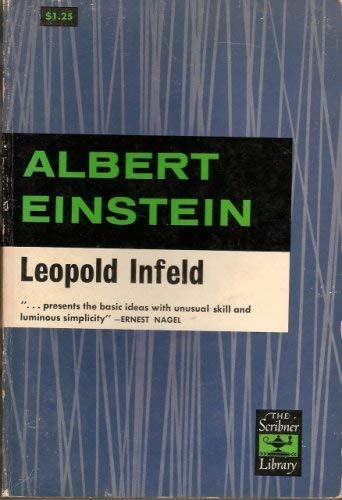 $1.25
ALBERT
EINSTEIN
Leopold Infeld
". . . presents the basic ideas with unusual skill and
luminous simplicity" —ERNEST NAGEL
THE
Scribner
Library